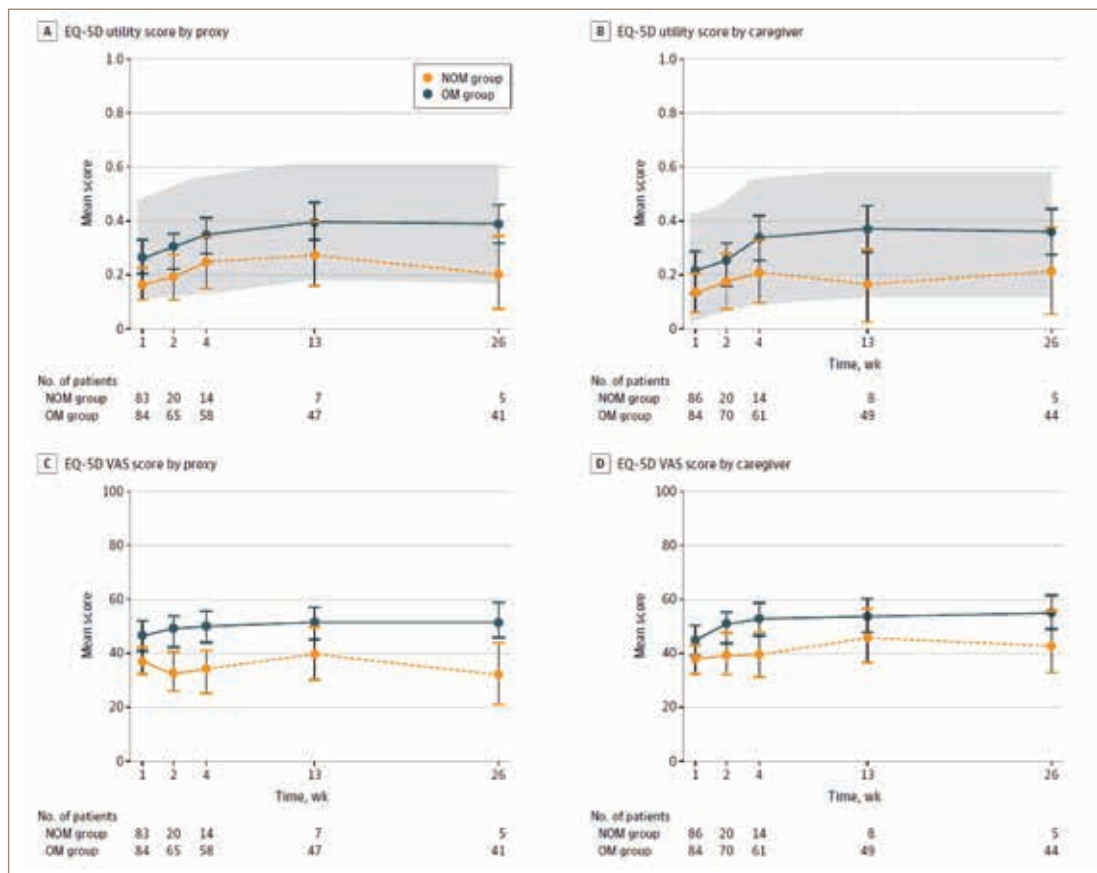 A EQ-5D utility score by proxy
1.0
0.8
0.6
0.4
0.2
0
Mean score
NOM group
OM group
1 2 4 13 26
No. of patients
NOM group 83 20 14 7 5
OM group 84 65 58 47 41
B EQ-5D utility score by caregiver
1.0
0.8
0.6
0.4
0.2
0
Mean score
1 2 4 13 26
Time, wk
No. of patients
NOM group 86 20 14 8 5
OM group 84 70 61 49 44
C EQ-5D VAS score by proxy
100
80
60
40
20
0
Mean score
1 2 4 13 26
Time, wk
No. of patients
NOM group 83 20 14 7 5
OM group 84 65 58 47 41
D EQ-5D VAS score by caregiver
100
80
60
40
20
0
Mean score
1 2 4 13 26
Time, wk
No. of patients
NOM group 86 20 14 8 5
OM group 84 70 61 49 44